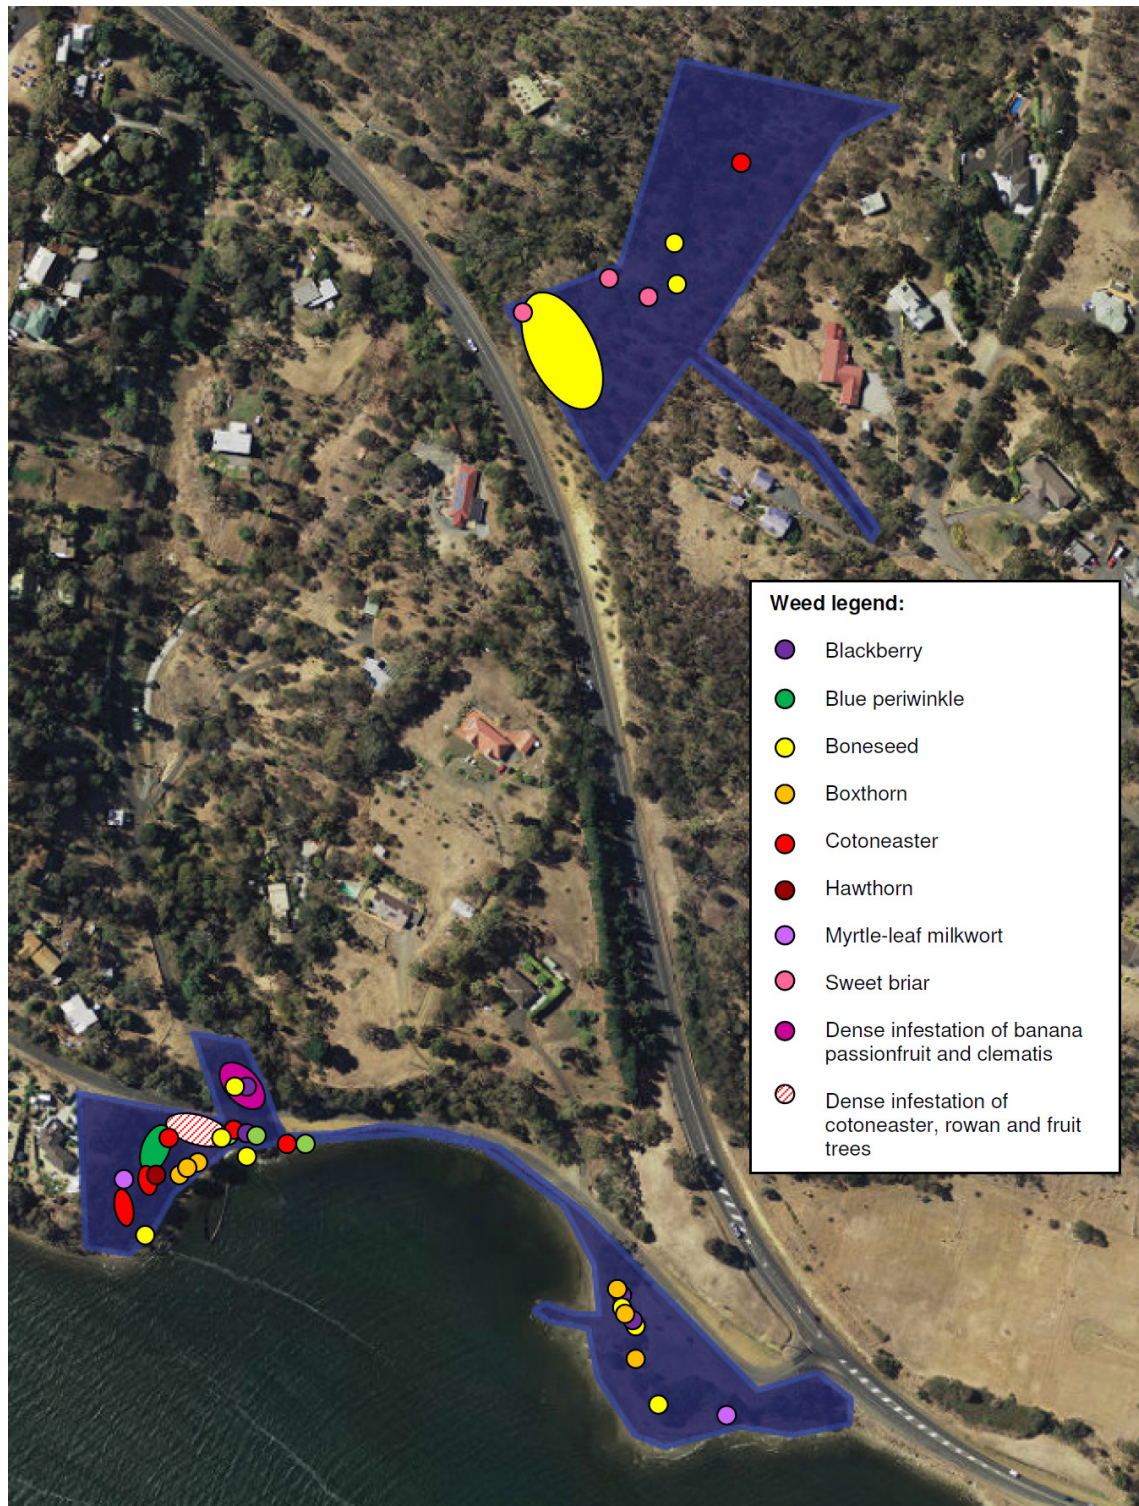 Weed legend:
Blackberry
Blue periwinkle
Boneseed
Boxthorn
Cotoneaster
Hawthorn
Myrtle-leaf milkwort
Sweet briar
Dense infestation of banana
passionfruit and clematis
Dense infestation of
cotoneaster, rowan and fruit
trees